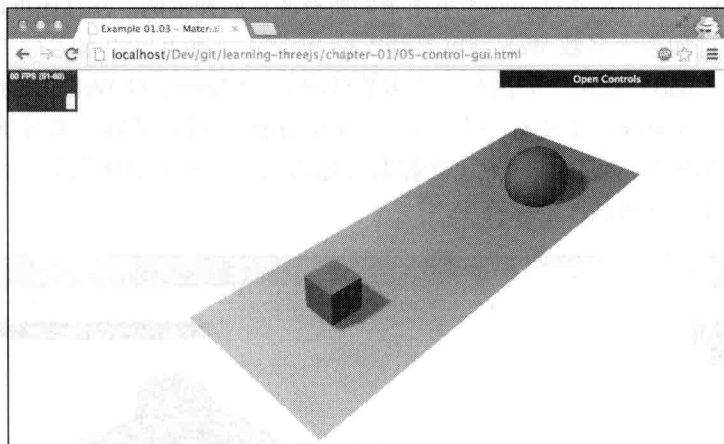 Example 01.03 – Materi
localhost/Dev/git/learning-threejs/chapter-01/05-control-gui.html
60 FPS (51-60)
Open Controls